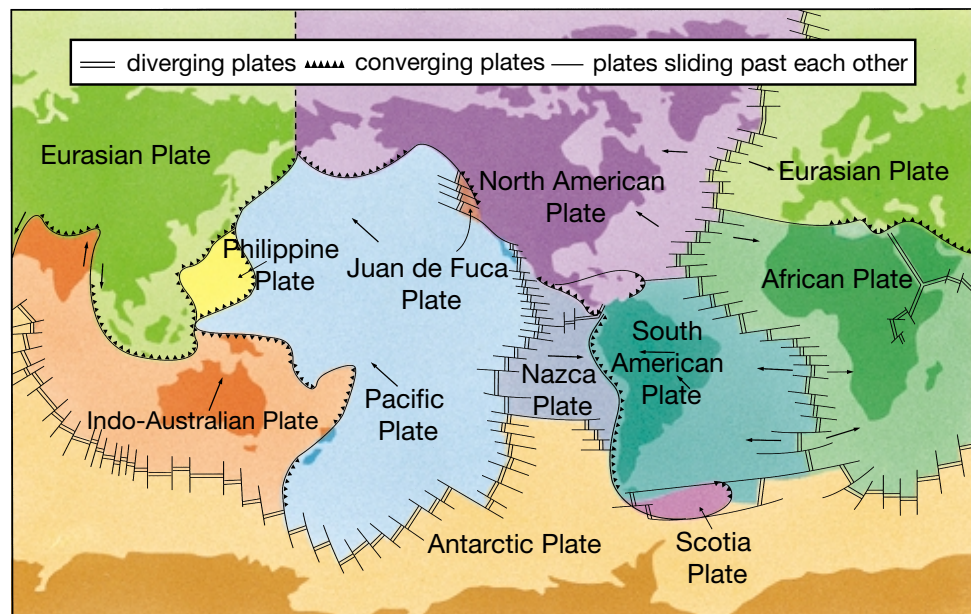 diverging plates converging plates plates sliding past each other
Eurasian Plate
North American
Plate
Eurasian Plate
Philippine
Plate
Juan de Fuca
Plate
African Plate
South
American
Plate
Nazca
Plate
Pacific
Plate
Indo-Australian Plate
Antarctic Plate
Scotia
Plate